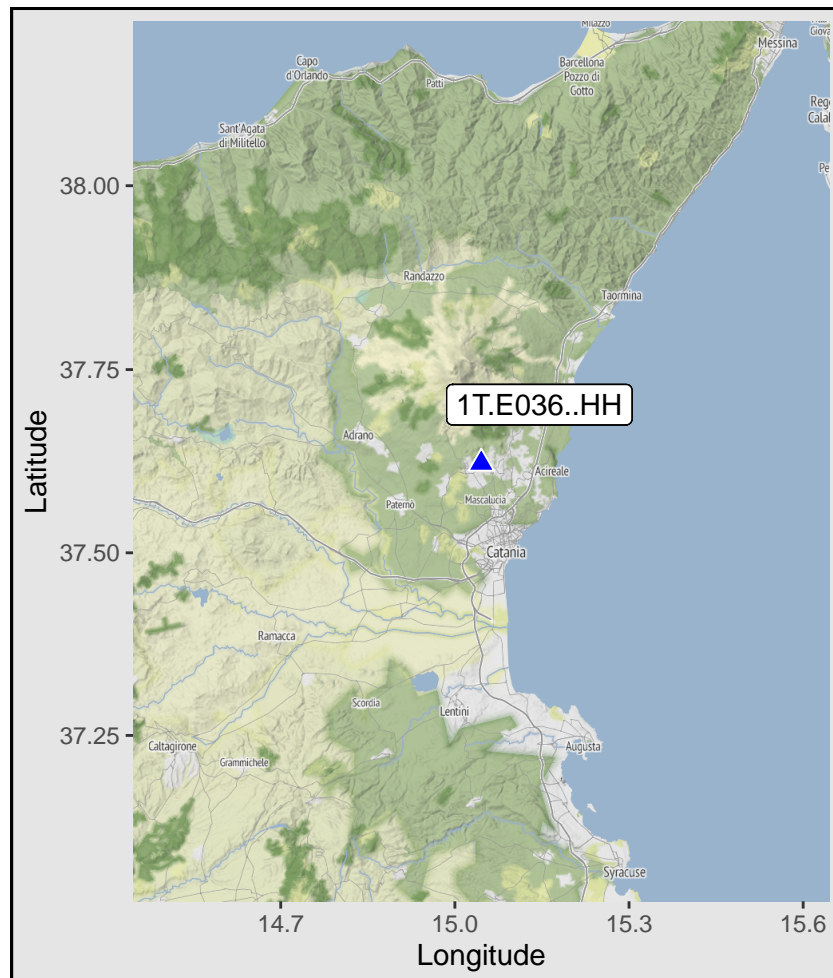 Milazzo
Messina
Capo
d'Orlando
Barcellona
Pozzo di
Gotto
Patti
Sant'Agata
di Militello
38.00
Randazzo
Taormina
37.75
1T.E036..HH
Adrano
Acireale
Mascalucia
Paternò
37.50
Catania
Ramacca
Scordia
Lentini
37.25
Caltagirone
Grammichele
Augusta
Syracuse
14.7
15.0
15.3
15.6
Longitude
Latitude